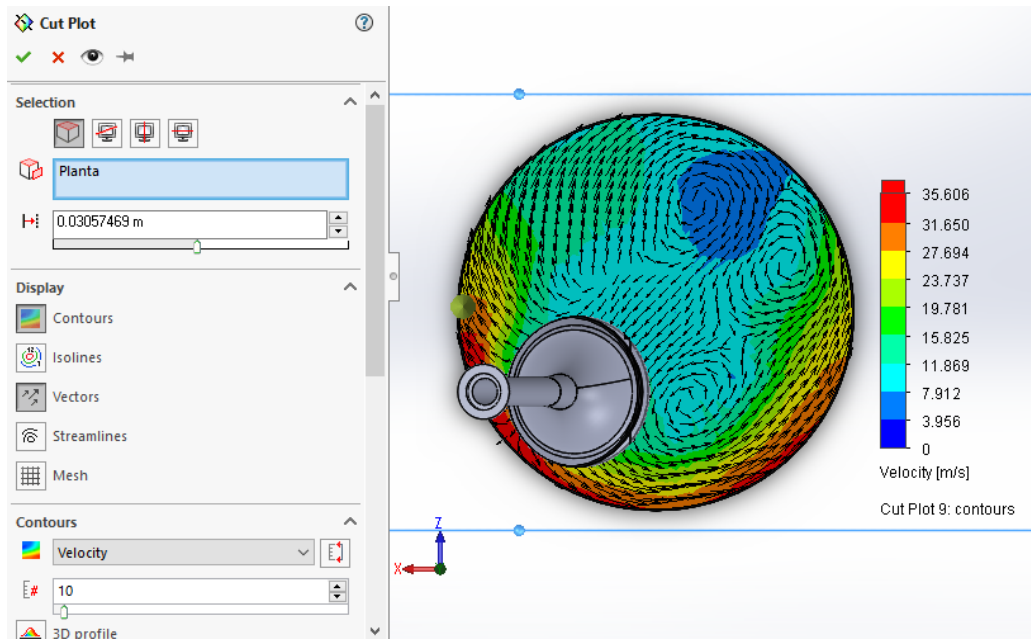 Cut Plot
Selection
Planta
0.03057469 m
Display
Contours
Isolines
Vectors
Streamlines
Mesh
Contours
Velocity
10
3D profile
35.606
31.650
27.694
23.737
19.781
15.825
11.869
7.912
3.956
0
Velocity [m/s]
Cut Plot 9: contours
Z
X